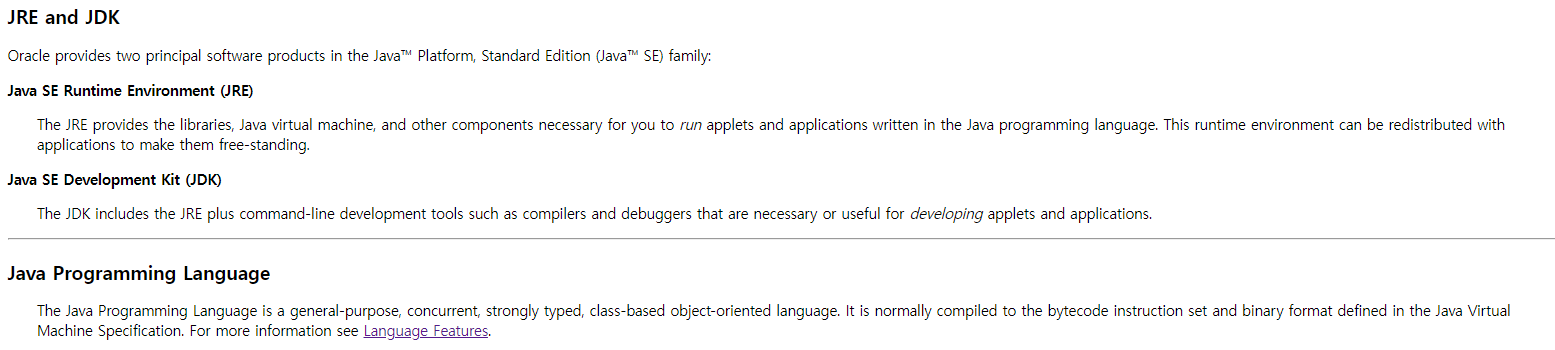 JRE and JDK
Oracle provides two principal software products in the Java™ Platform, Standard Edition (Java™ SE) family:
Java SE Runtime Environment (JRE)
The JRE provides the libraries, Java virtual machine, and other components necessary for you to run applets and applications written in the Java programming language. This runtime environment can be redistributed with
applications to make them free-standing.
Java SE Development Kit (JDK)
The JDK includes the JRE plus command-line development tools such as compilers and debuggers that are necessary or useful for developing applets and applications.
Java Programming Language
The Java Programming Language is a general-purpose, concurrent, strongly typed, class-based object-oriented language. It is normally compiled to the bytecode instruction set and binary format defined in the Java Virtual
Machine Specification. For more information see Language Features.